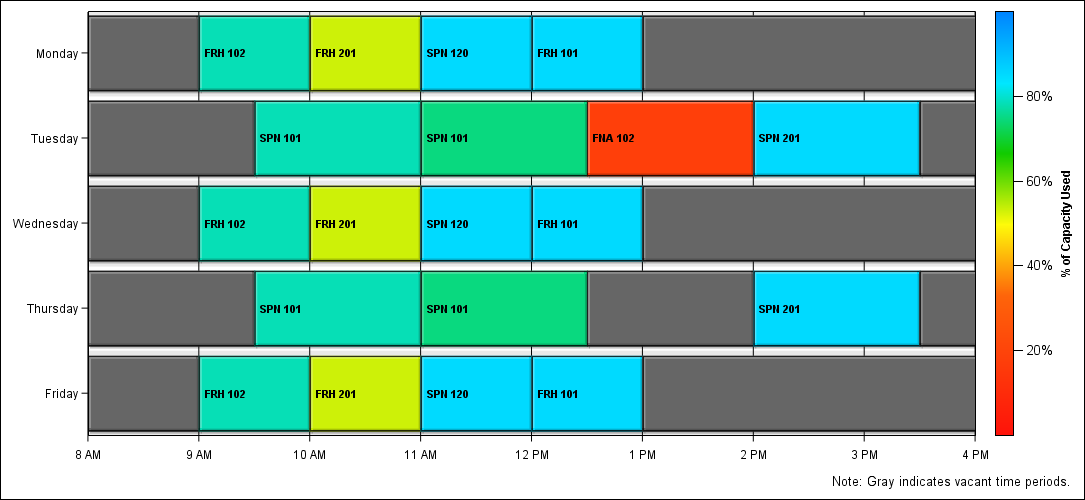 Monday
FRH 102
FRH 201
SPN 120
FRH 101
Tuesday
SPN 101
SPN 101
FNA 102
SPN 201
Wednesday
FRH 102
FRH 201
SPN 120
FRH 101
Thursday
SPN 101
SPN 101
SPN 201
Friday
FRH 102
FRH 201
SPN 120
FRH 101
8 AM
9 AM
10 AM
11 AM
12 PM
1 PM
2 PM
3 PM
4 PM
80%
60%
40%
20%
% of Capacity Used
Note: Gray indicates vacant time periods.